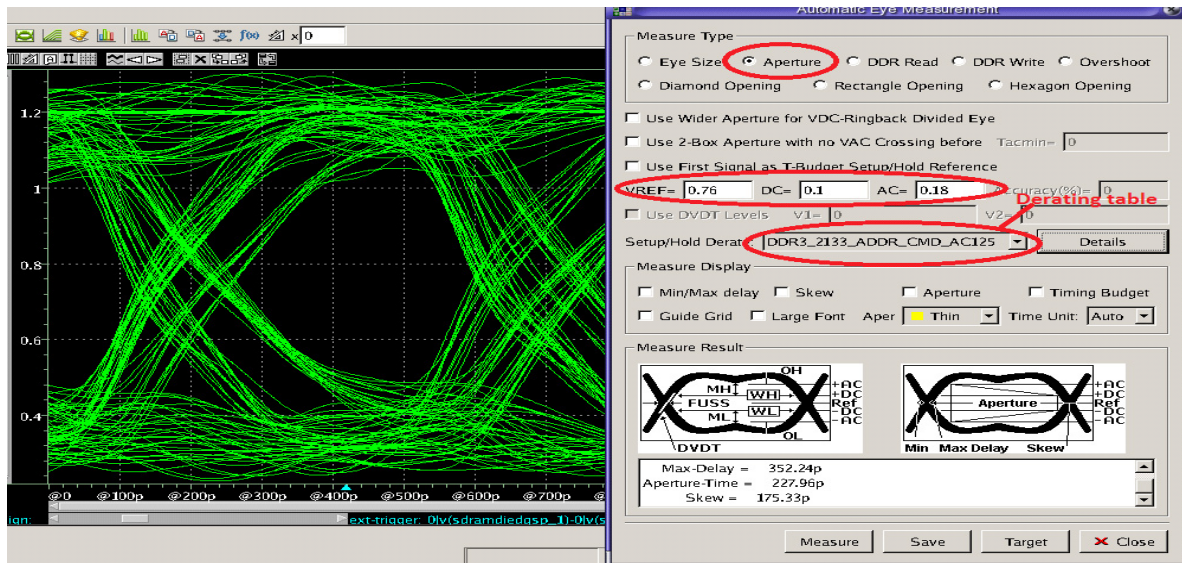 Automatic Eye Measurement
f(x)
x 0
1.2
1
0.8
0.6
0.4
@0 @100p @200p @300p @400p @500p @600p @700p
ign:
ext-trigger: 0|v(sdramdiedqsp_1)-0|v(s
Measure Type
Eye Size Aperture DDR Read DDR Write Overshoot
Diamond Opening Rectangle Opening Hexagon Opening
Use Wider Aperture for VDC-Ringback Divided Eye
Use 2-Box Aperture with no VAC Crossing before Tacmin= 0
Use First Signal as T-Budget Setup/Hold Reference
VREF= 0.76 DC= 0.1 AC= 0.18 Accuracy(%)= 0
Derating table
Use DVDT Levels V1= 0 V2= 0
Setup/Hold Derat DDR3_2133_ADDR_CMD_AC125 Details
Measure Display
Min/Max delay Skew Aperture Timing Budget
Guide Grid Large Font Aper Thin Time Unit: Auto
Measure Result
OH
MH WH +AC
+DC
FUSS Ref
ML WL -DC
-AC
OL
DVDT
+AC
+DC
Aperture Ref
-DC
-AC
Min Max Delay Skew
Max-Delay = 352.24p
Aperture-Time = 227.96p
Skew = 175.33p
Measure Save Target Close